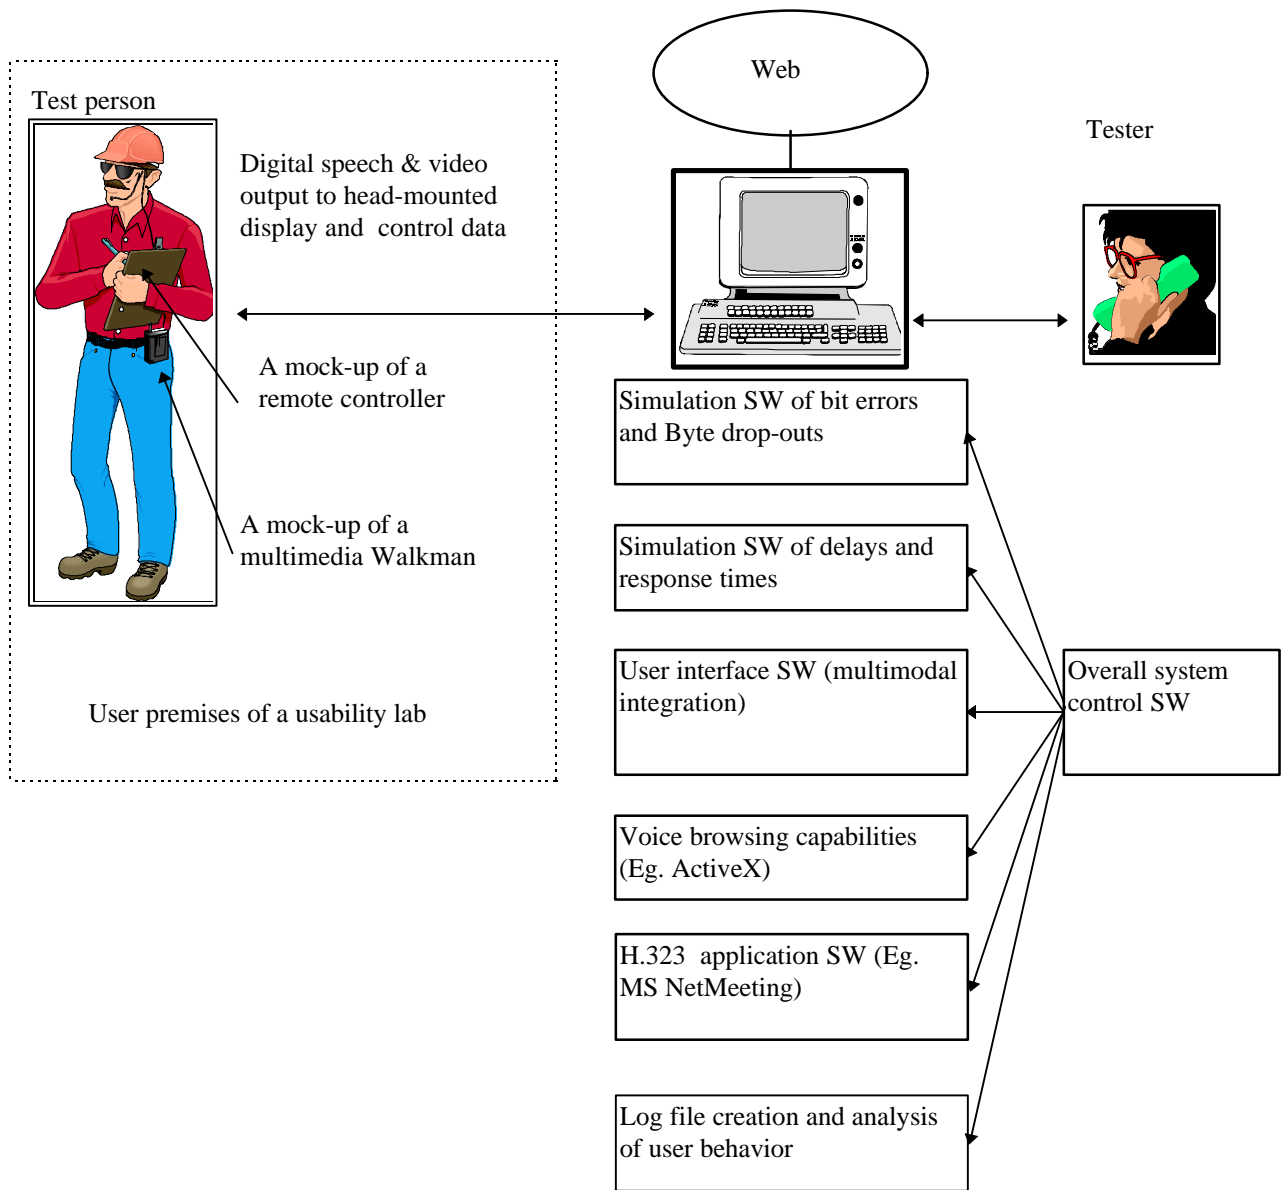 Web
Test person
Tester
Digital speech & video
output to head-mounted
display and control data
A mock-up of a
remote controller
A mock-up of a
multimedia Walkman
User premises of a usability lab
Simulation SW of bit errors
and Byte drop-outs
Simulation SW of delays and
response times
User interface SW (multimodal
integration)
Overall system
control SW
Voice browsing capabilities
(Eg. ActiveX)
H.323 application SW (Eg.
MS NetMeeting)
Log file creation and analysis
of user behavior